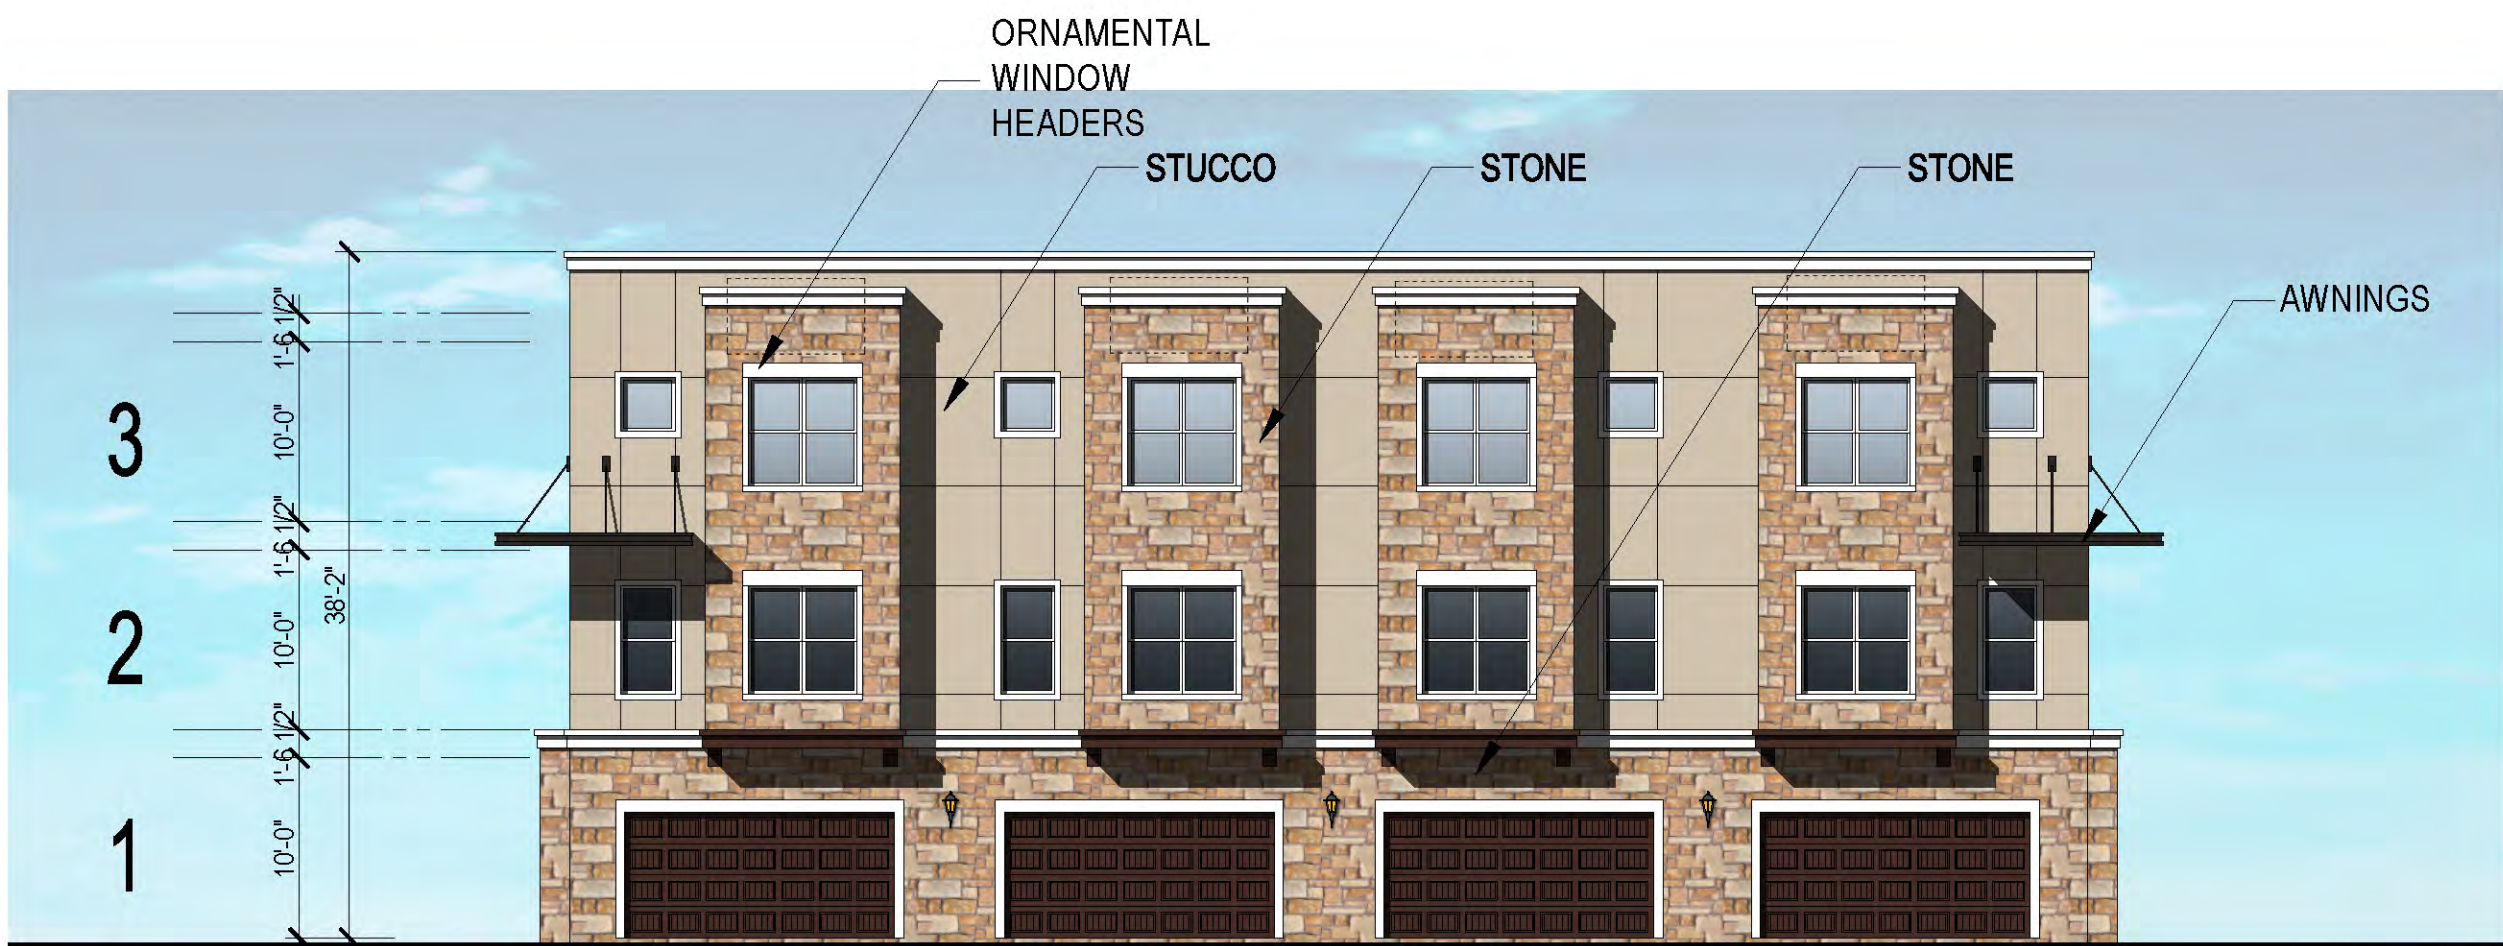 ORNAMENTAL
WINDOW
HEADERS
STUCCO
STONE
STONE
AWNINGS
1'-6 1/2"
3
10'-0"
1'-6 1/2"
38'-2"
2
10'-0"
1'-6 1/2"
1
10'-0"